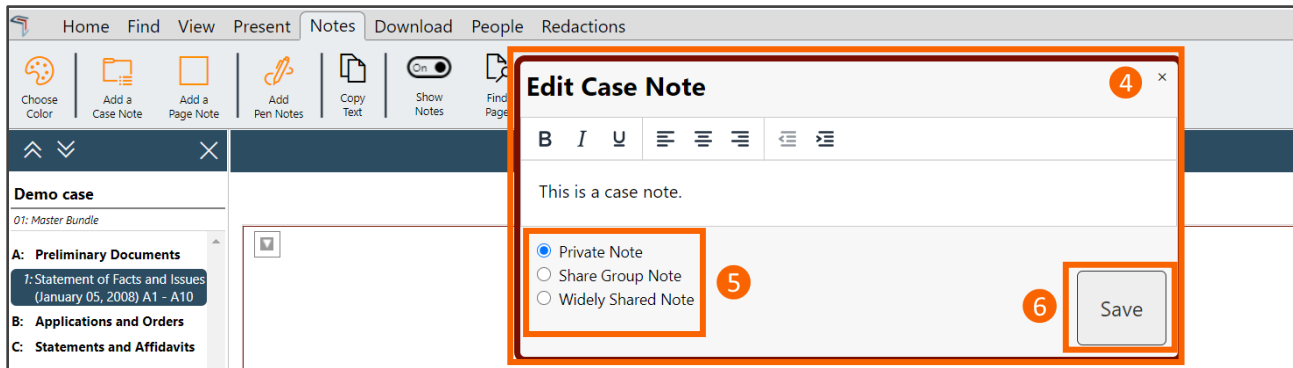 Home Find View Present Notes Download People Redactions
Choose Color
Add a Case Note
Add a Page Note
Add Pen Notes
Copy Text
On
Show Notes
Find
Page
Edit Case Note
4
×
B I U
This is a case note.
Private Note
Share Group Note
Widely Shared Note
5
6
Save
Demo case
01: Master Bundle
A: Preliminary Documents
1: Statement of Facts and Issues
(January 05, 2008) A1 - A10
B: Applications and Orders
C: Statements and Affidavits